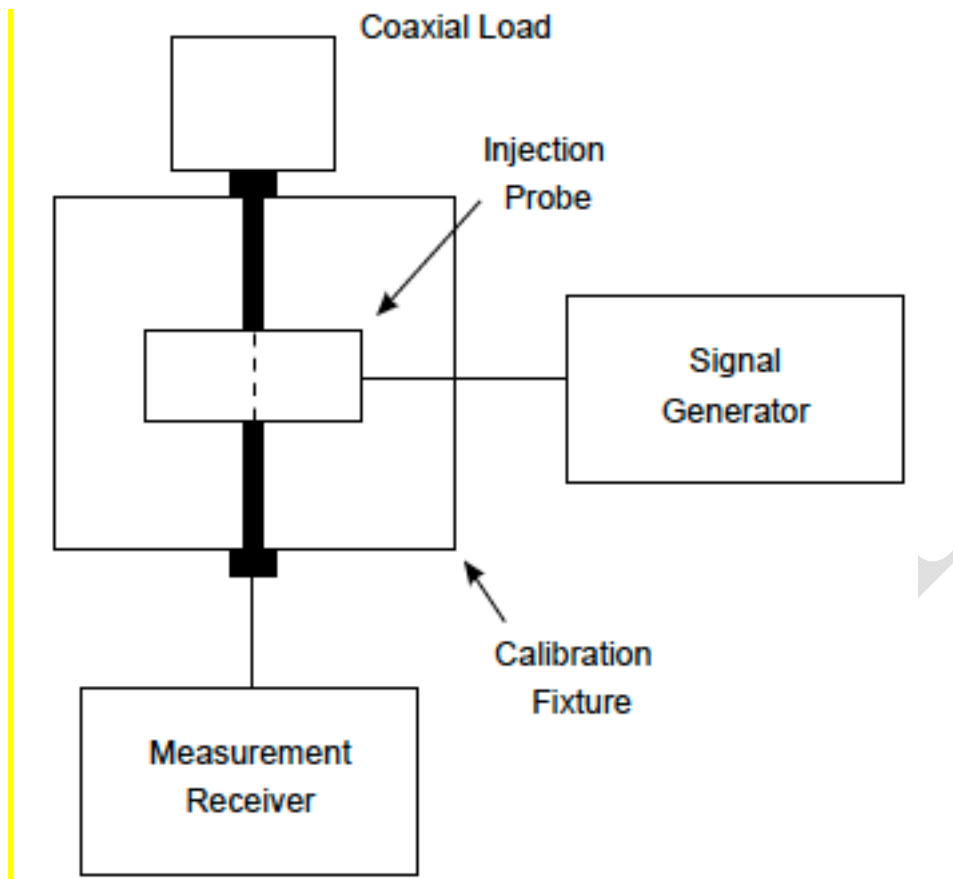 Coaxial Load
Injection
Probe
Signal
Generator
Calibration
Fixture
Measurement
Receiver